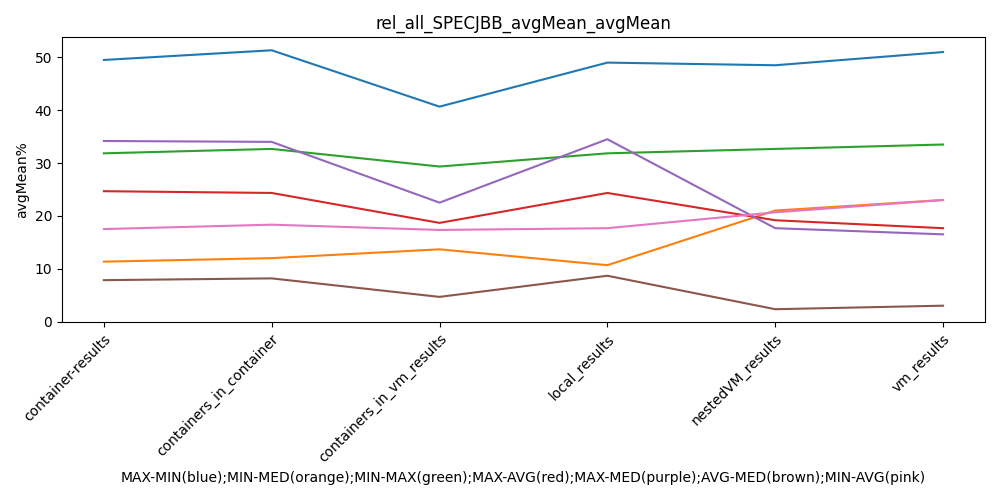 rel_all_SPECJBB_avgMean_avgMean
avgMean%
50
40
30
20
10
0
container-results
containers_in_container
containers_in_vm_results
local_results
nestedVM_results
vm_results
MAX-MIN(blue);MIN-MED(orange);MIN-MAX(green);MAX-AVG(red);MAX-MED(purple);AVG-MED(brown);MIN-AVG(pink)